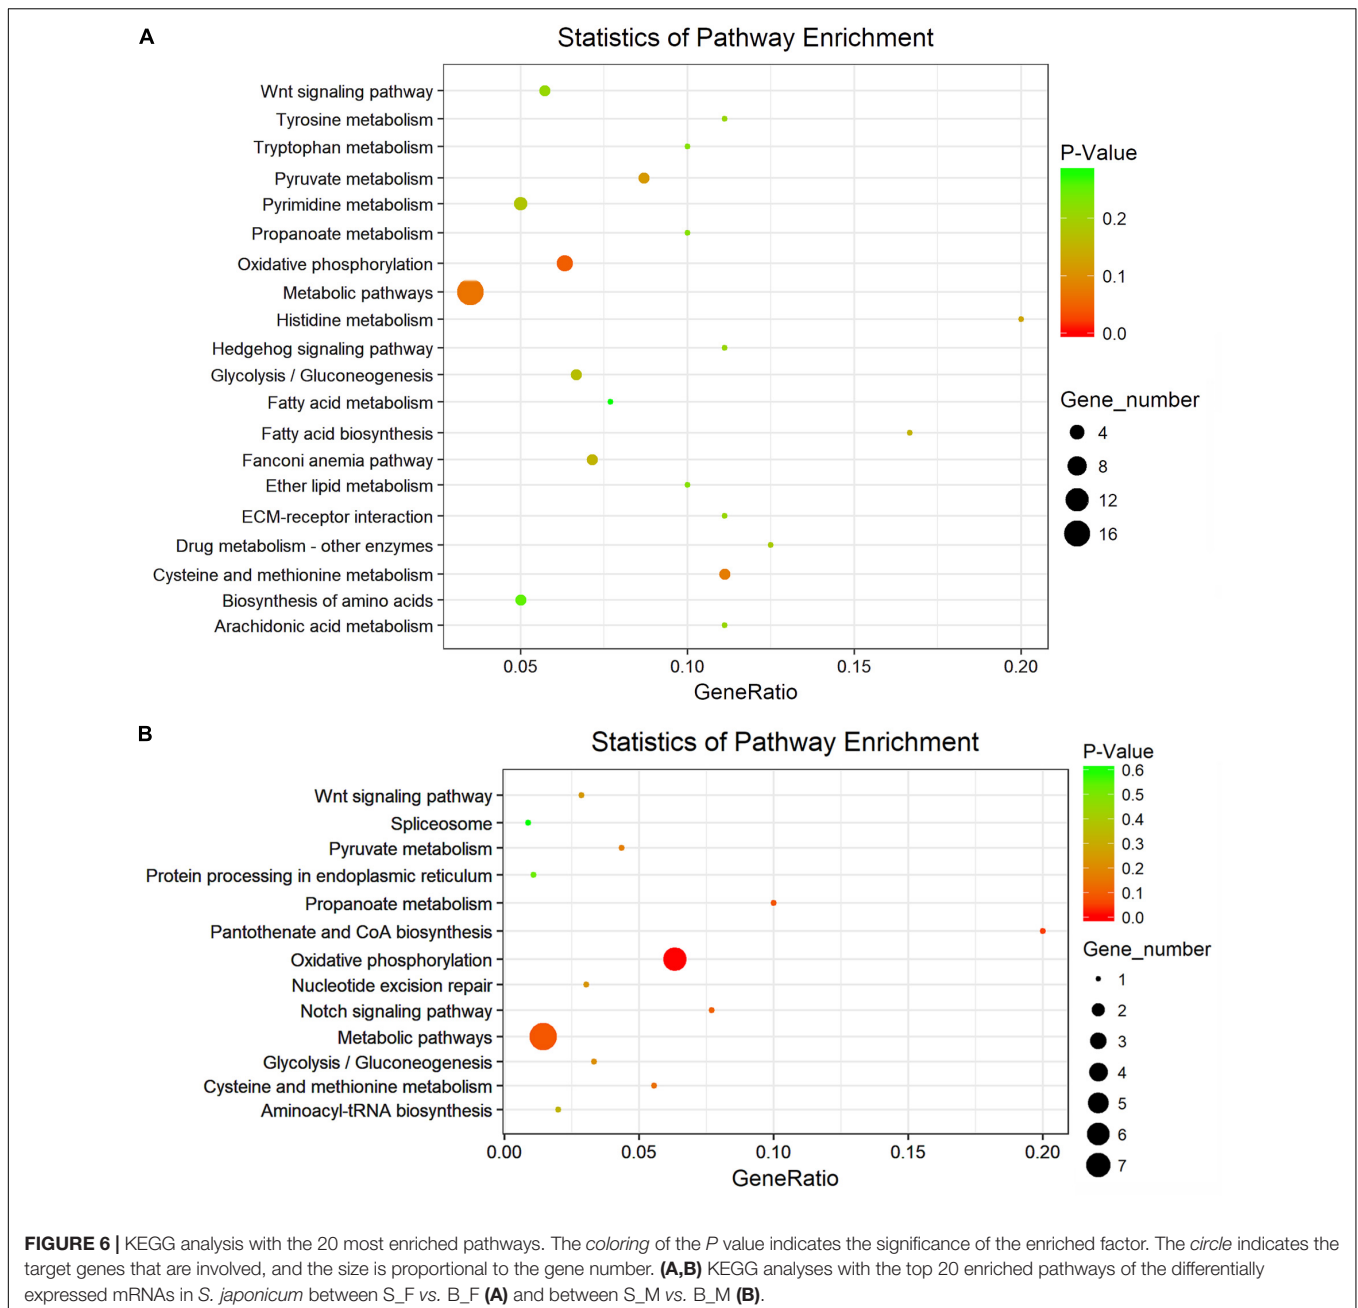 A
Statistics of Pathway Enrichment
Wnt signaling pathway
Tyrosine metabolism
Tryptophan metabolism
Pyruvate metabolism
Pyrimidine metabolism
Propanoate metabolism
Oxidative phosphorylation
Metabolic pathways
Histidine metabolism
Hedgehog signaling pathway
Glycolysis / Gluconeogenesis
Fatty acid metabolism
Fatty acid biosynthesis
Fanconi anemia pathway
Ether lipid metabolism
ECM-receptor interaction
Drug metabolism - other enzymes
Cysteine and methionine metabolism
Biosynthesis of amino acids
Arachidonic acid metabolism
0.05 0.10 0.15 0.20
GeneRatio
P-Value
0.2
0.1
0.0
Gene_number
4
8
12
16
B
Statistics of Pathway Enrichment
Wnt signaling pathway
Spliceosome
Pyruvate metabolism
Protein processing in endoplasmic reticulum
Propanoate metabolism
Pantothenate and CoA biosynthesis
Oxidative phosphorylation
Nucleotide excision repair
Notch signaling pathway
Metabolic pathways
Glycolysis / Gluconeogenesis
Cysteine and methionine metabolism
Aminoacyl-tRNA biosynthesis
0.00 0.05 0.10 0.15 0.20
GeneRatio
P-Value
0.6
0.5
0.4
0.3
0.2
0.1
0.0
Gene_number
1
2
3
4
5
6
7
FIGURE 6 | KEGG analysis with the 20 most enriched pathways. The coloring of the P value indicates the significance of the enriched factor. The circle indicates the
target genes that are involved, and the size is proportional to the gene number. (A,B) KEGG analyses with the top 20 enriched pathways of the differentially
expressed mRNAs in S. japonicum between S_F vs. B_F (A) and between S_M vs. B_M (B).